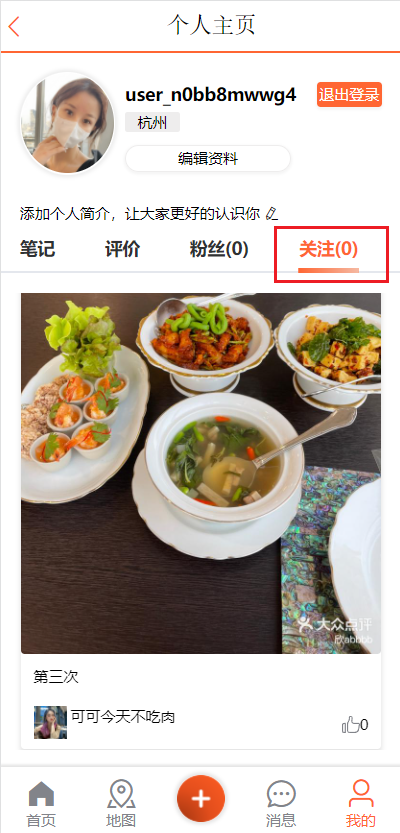 个人主页
user_n0bb8mwwg4
退出登录
杭州
编辑资料
添加个人简介，让大家更好的认识你
笔记 评价 粉丝(0) 关注(0)
大众点评
@abbbb
第三次
可可今天不吃肉
0
首页 地图 消息 我的